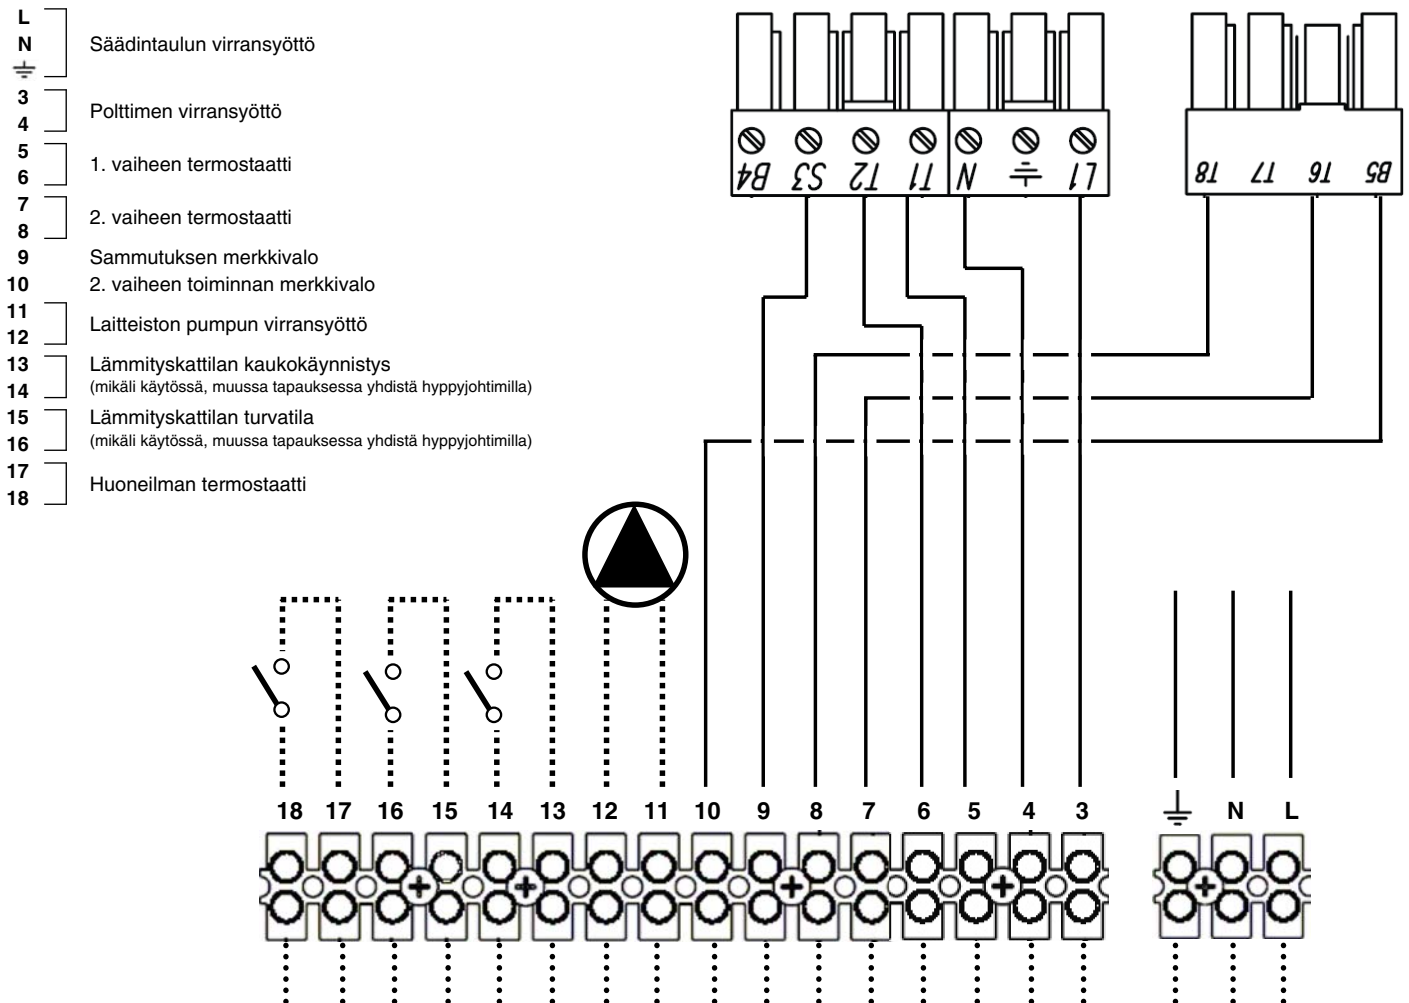 L
N
Säädintaulun virransyöttö
3
4
Polttimen virransyöttö
5
6
1. vaiheen termostaatti
7
8
2. vaiheen termostaatti
9 Sammutuksen merkkivalo
10 2. vaiheen toiminnan merkkivalo
11
12
Laitteiston pumpun virransyöttö
13
14
Lämmityskattilan kaukokäynnistys
(mikäli käytössä, muussa tapauksessa yhdistä hyppyjohtimilla)
15
16
Lämmityskattilan turvatila
(mikäli käytössä, muussa tapauksessa yhdistä hyppyjohtimilla)
17
18
Huoneilman termostaatti
B4 S3 T2 T1 N L1
T8 T7 T6 B5
18 17 16 15 14 13 12 11 10 9 8 7 6 5 4 3
N L